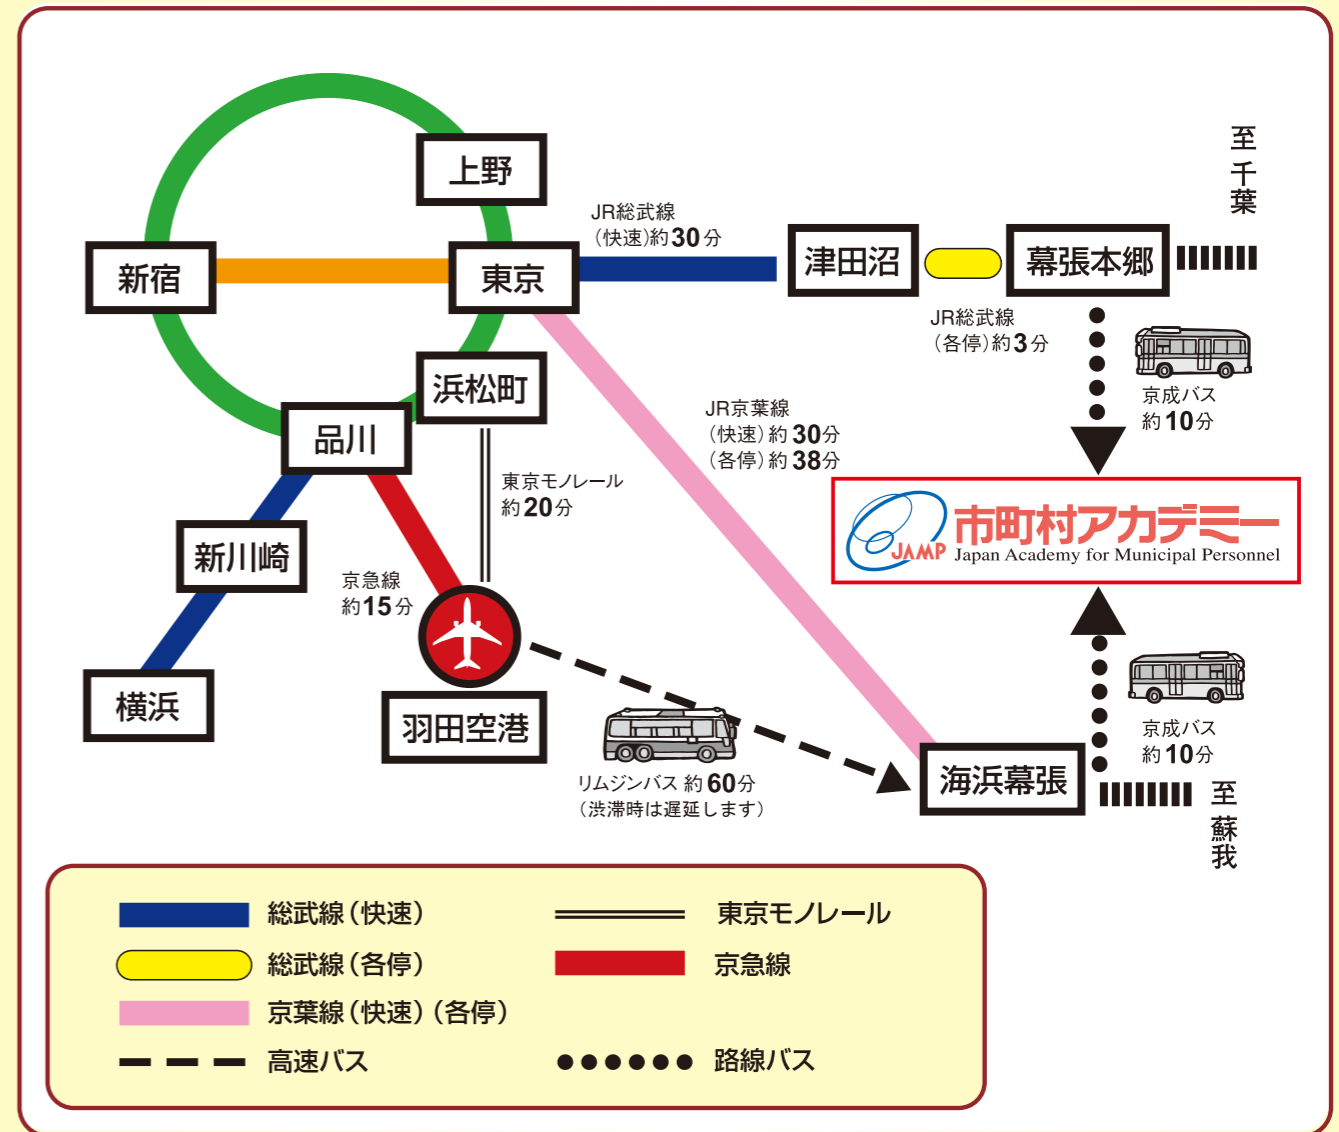 上野
新宿
東京
JR総武線
（快速）約30分
津田沼
幕張本郷
至千葉
JR総武線
（各停）約3分
京成バス
約10分
浜松町
品川
JR京葉線
（快速）約30分
（各停）約38分
東京モノレール
約20分
JAMP
市町村アカデミー
Japan Academy for Municipal Personnel
新川崎
京急線
約15分
横浜
羽田空港
リムジンバス 約60分
（渋滞時は遅延します）
海浜幕張
京成バス
約10分
至蘇我
総武線（快速）
東京モノレール
総武線（各停）
京急線
京葉線（快速）（各停）
高速バス
路線バス